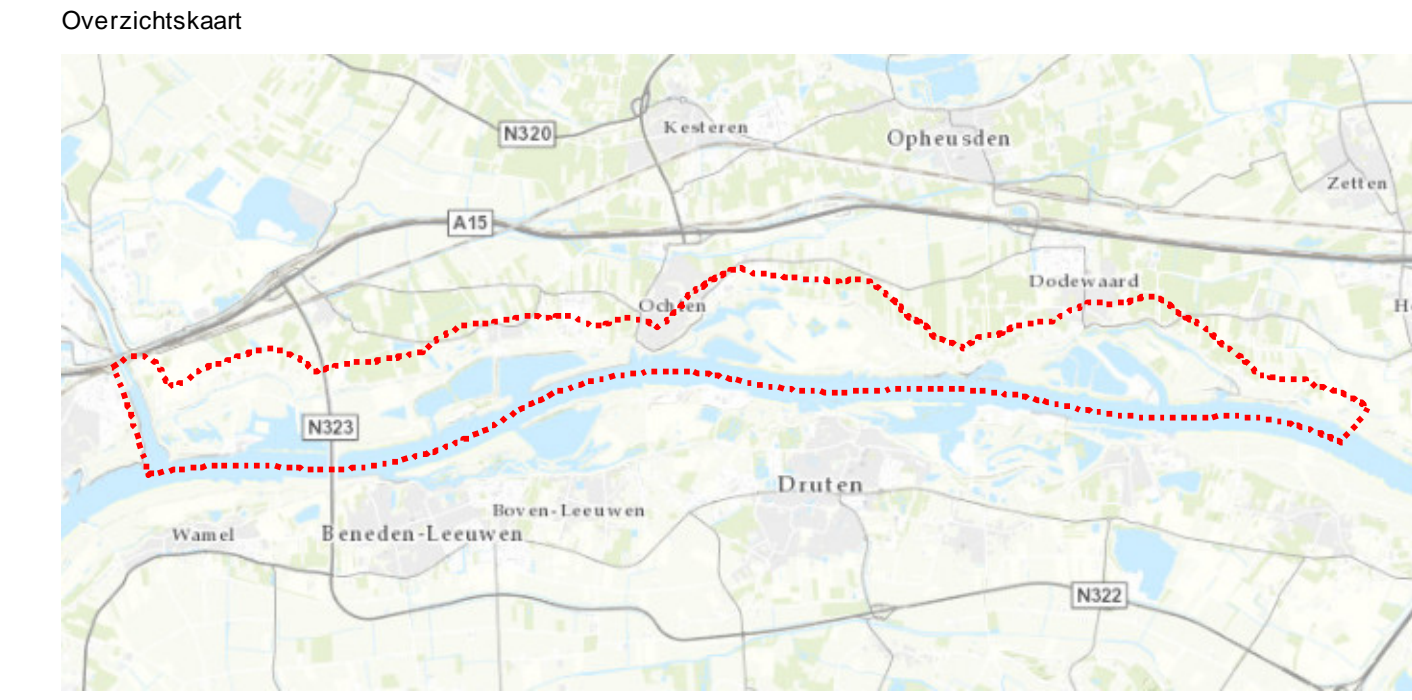 Overzichtskaart
N320
Kesteren
Opheusden
Zetten
A15
Dodewaard
Ochten
N323
Druten
Boven-Leeuwen
Wamel
Beneden-Leeuwen
N322